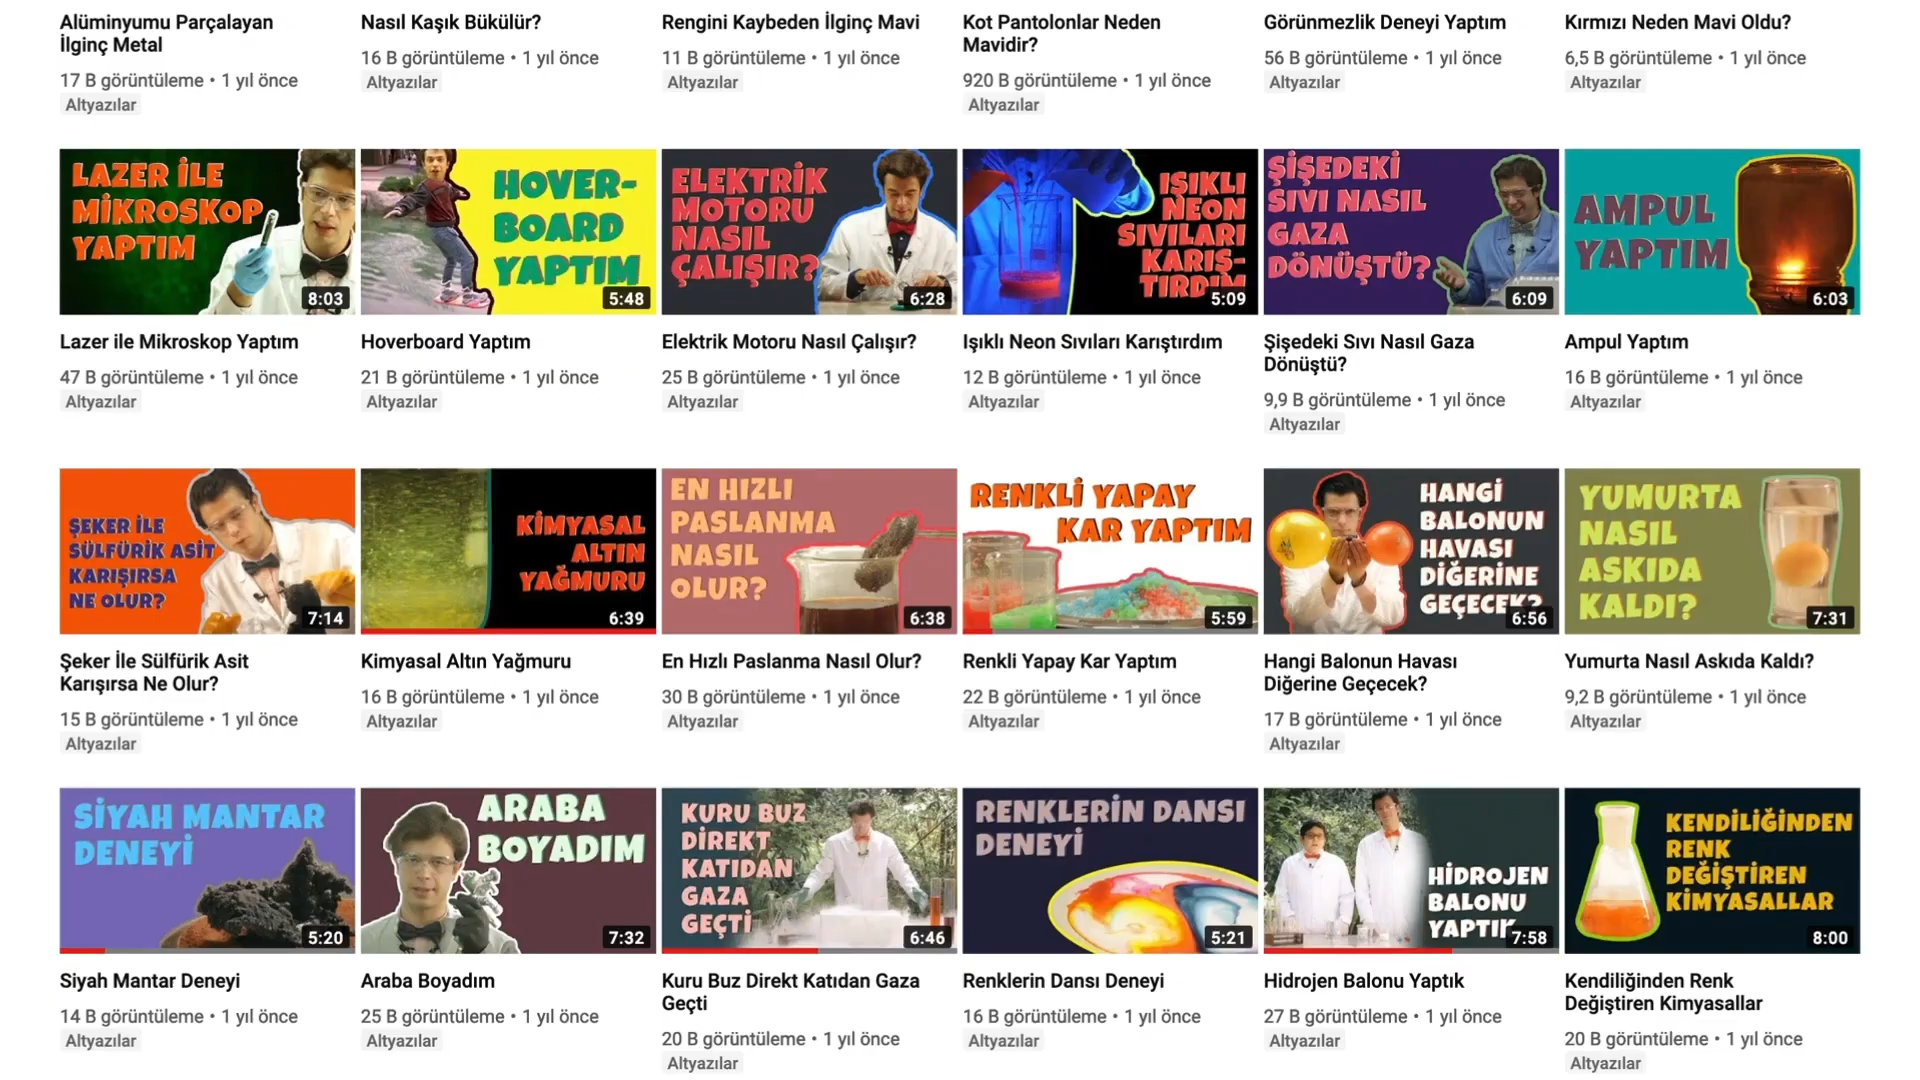 Alüminyumu Parçalayan
İlginç Metal
17 B görüntüleme • 1 yıl önce
Altyazılar
Nasıl Kaşık Bükülür?
16 B görüntüleme • 1 yıl önce
Altyazılar
Rengini Kaybeden İlginç Mavi
11 B görüntüleme • 1 yıl önce
Altyazılar
Kot Pantolonlar Neden
Mavidir?
920 B görüntüleme • 1 yıl önce
Altyazılar
Görünmezlik Deneyi Yaptım
56 B görüntüleme • 1 yıl önce
Altyazılar
Kırmızı Neden Mavi Oldu?
6,5 B görüntüleme • 1 yıl önce
Altyazılar
LAZER İLE
MİKROSKOP
YAPTIM
8:03
Lazer ile Mikroskop Yaptım
47 B görüntüleme • 1 yıl önce
Altyazılar
HOVER-
BOARD
YAPTIM
5:48
Hoverboard Yaptım
21 B görüntüleme • 1 yıl önce
Altyazılar
ELEKTRİK
MOTORU
NASIL
ÇALIŞIR?
6:28
Elektrik Motoru Nasıl Çalışır?
25 B görüntüleme • 1 yıl önce
Altyazılar
IŞIKLI
NEON
SIVILARI
KARIŞ-
TIRDIM
5:09
Işıklı Neon Sıvıları Karıştırdım
12 B görüntüleme • 1 yıl önce
Altyazılar
ŞİŞEDEKİ
SIVI NASIL
GAZA
DÖNÜŞTÜ?
6:09
Şişedeki Sıvı Nasıl Gaza
Dönüştü?
9,9 B görüntüleme • 1 yıl önce
Altyazılar
AMPUL
YAPTIM
6:03
Ampul Yaptım
16 B görüntüleme • 1 yıl önce
Altyazılar
ŞEKER İLE
SÜLFÜRİK ASİT
KARIŞIRSA
NE OLUR?
7:14
Şeker İle Sülfürik Asit
Karışırsa Ne Olur?
15 B görüntüleme • 1 yıl önce
Altyazılar
KİMYASAL
ALTIN
YAĞMURU
6:39
Kimyasal Altın Yağmuru
16 B görüntüleme • 1 yıl önce
Altyazılar
EN HIZLI
PASLANMA
NASIL
OLUR?
6:38
En Hızlı Paslanma Nasıl Olur?
30 B görüntüleme • 1 yıl önce
Altyazılar
RENKLİ YAPAY
KAR YAPTIM
5:59
Renkli Yapay Kar Yaptım
22 B görüntüleme • 1 yıl önce
Altyazılar
HANGİ
BALONUN
HAVASI
DİĞERİNE
GEÇECEK?
6:56
Hangi Balonun Havası
Diğerine Geçecek?
17 B görüntüleme • 1 yıl önce
Altyazılar
YUMURTA
NASIL
ASKIDA
KALDI?
7:31
Yumurta Nasıl Askıda Kaldı?
9,2 B görüntüleme • 1 yıl önce
Altyazılar
SİYAH MANTAR
DENEYİ
5:20
Siyah Mantar Deneyi
14 B görüntüleme • 1 yıl önce
Altyazılar
ARABA
BOYADIM
7:32
Araba Boyadım
25 B görüntüleme • 1 yıl önce
Altyazılar
KURU BUZ
DİREKT
KATIDAN
GAZA
GEÇTİ
6:46
Kuru Buz Direkt Katıdan Gaza
Geçti
20 B görüntüleme • 1 yıl önce
Altyazılar
RENKLERİN DANSI
DENEYİ
5:21
Renklerin Dansı Deneyi
16 B görüntüleme • 1 yıl önce
Altyazılar
HİDROJEN
BALONU
YAPTIK
7:58
Hidrojen Balonu Yaptık
27 B görüntüleme • 1 yıl önce
Altyazılar
KENDİLİĞİNDEN
RENK
DEĞİŞTİREN
KİMYASALLAR
8:00
Kendiliğinden Renk
Değiştiren Kimyasallar
20 B görüntüleme • 1 yıl önce
Altyazılar